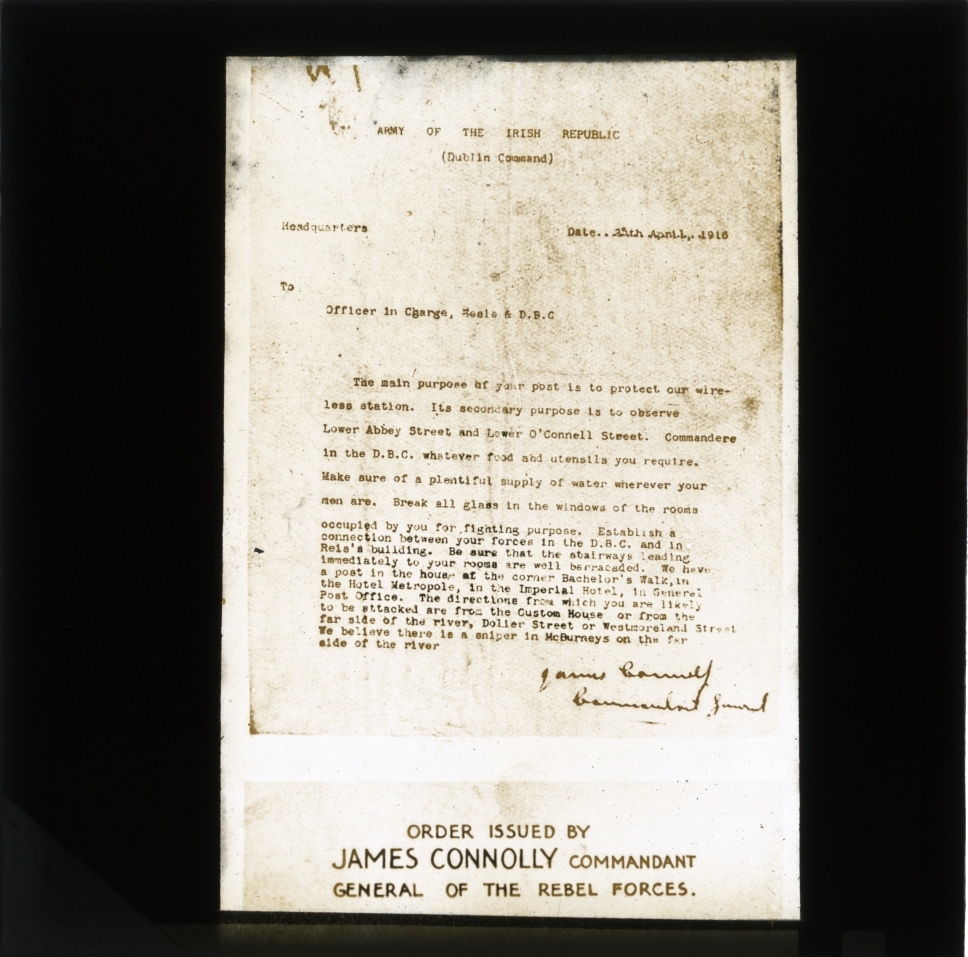 ARMY OF THE IRISH REPUBLIC
(Dublin Command)
Headquarters Date.. 25th April,. 1916
To
Officer in Charge, Reis & D.B.C
The main purpose of your post is to protect our wire-
less station. Its secondary purpose is to observe
Lower Abbey Street and Lower O'Connell Street. Commandere
in the D.B.C. whatever food and utensils you require.
Make sure of a plentiful supply of water wherever your
men are. Break all glass in the windows of the rooms
occupied by you for fighting purpose. Establish a
connection between your forces in the D.B.C. and in
Reis's building. Be sure that the stairways leading
immediately to your rooms are well barracaded. We have
a post in the house at the corner Bachelor's Walk,in
the Hotel Metropole, in the Imperial Hotel, in General
Post Office. The directions from which you are likely
to be attacked are from the Custom House or from the
far side of the river, Dolier Street or Westmoreland Street
We believe there is a sniper in McBurneys on the far
side of the river
James Connolly
Commandant General
ORDER ISSUED BY
JAMES CONNOLLY COMMANDANT
GENERAL OF THE REBEL FORCES.